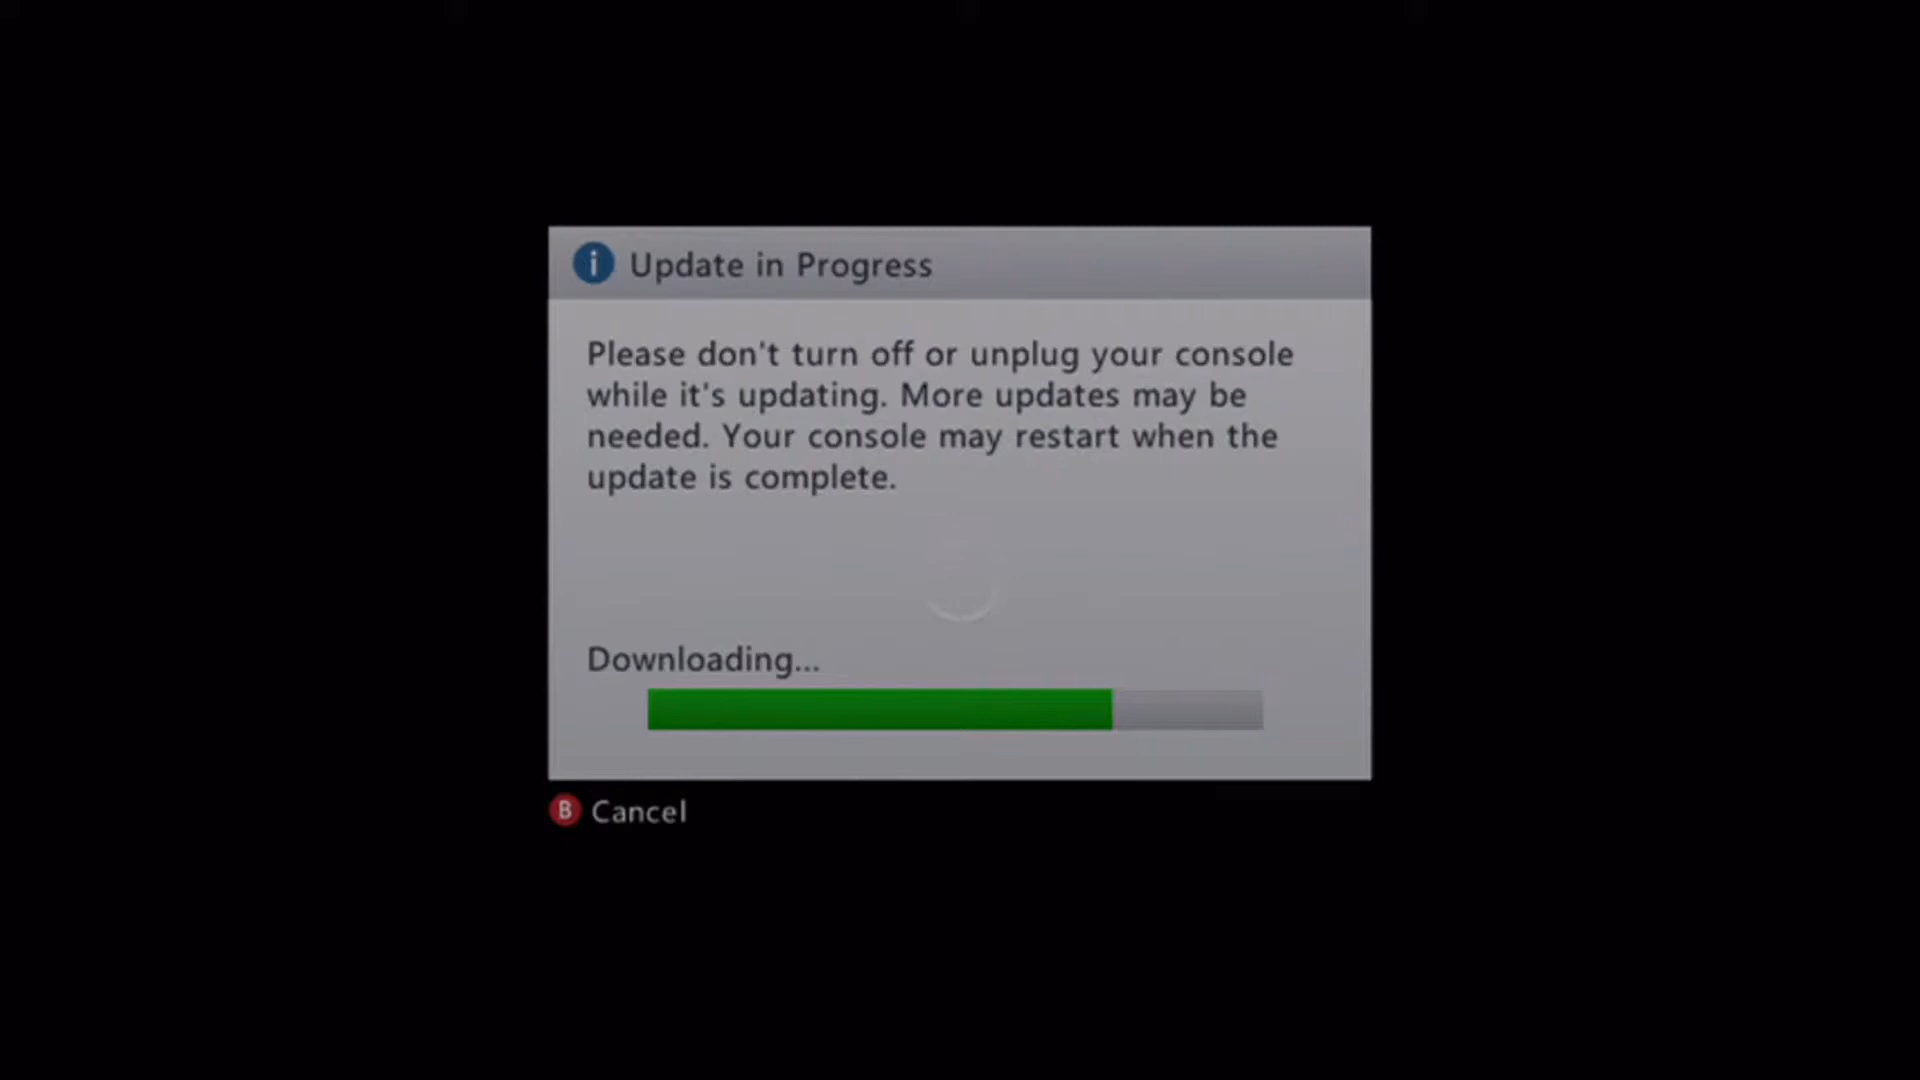 i Update in Progress
Please don't turn off or unplug your console
while it's updating. More updates may be
needed. Your console may restart when the
update is complete.
Downloading...
B Cancel